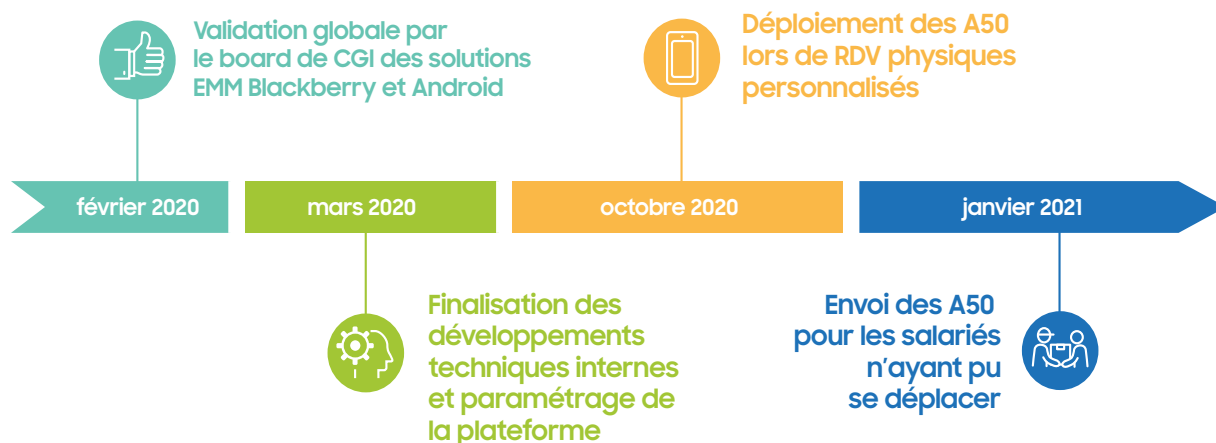 Validation globale par
le board de CGI des solutions
EMM Blackberry et Android
Déploiement des A50
lors de RDV physiques
personnalisés
février 2020
mars 2020
octobre 2020
janvier 2021
Finalisation des
développements
techniques internes
et paramétrage de
la plateforme
Envoi des A50
pour les salariés
n'ayant pu
se déplacer